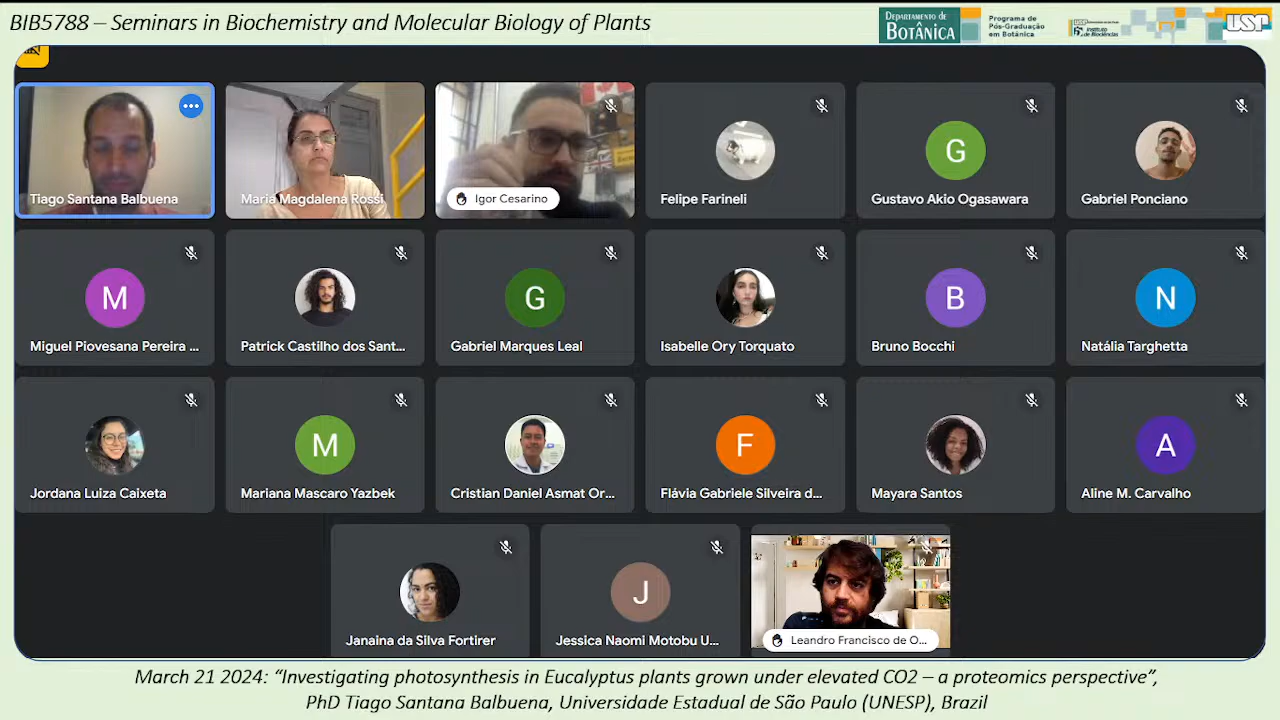 BIB5788 – Seminars in Biochemistry and Molecular Biology of Plants
DEPARTAMENTO DE
BOTÂNICA
Programa de
Pós-Graduação
em Botânica
USP
Tiago Santana Balbuena
Maria Magdalena Rossi
Igor Cesarino
Felipe Farineli
G
Gustavo Akio Ogasawara
Gabriel Ponciano
M
Miguel Piovesana Pereira ...
Patrick Castilho dos Sant...
G
Gabriel Marques Leal
Isabelle Ory Torquato
B
Bruno Bocchi
N
Natália Targhetta
Jordana Luiza Caixeta
M
Mariana Mascaro Yazbek
Cristian Daniel Asmat Or...
F
Flávia Gabriele Silveira d...
Mayara Santos
A
Aline M. Carvalho
Janaina da Silva Fortirer
J
Jessica Naomi Motobu U...
Leandro Francisco de O...
March 21 2024: “Investigating photosynthesis in Eucalyptus plants grown under elevated CO2 – a proteomics perspective”,
PhD Tiago Santana Balbuena, Universidade Estadual de São Paulo (UNESP), Brazil